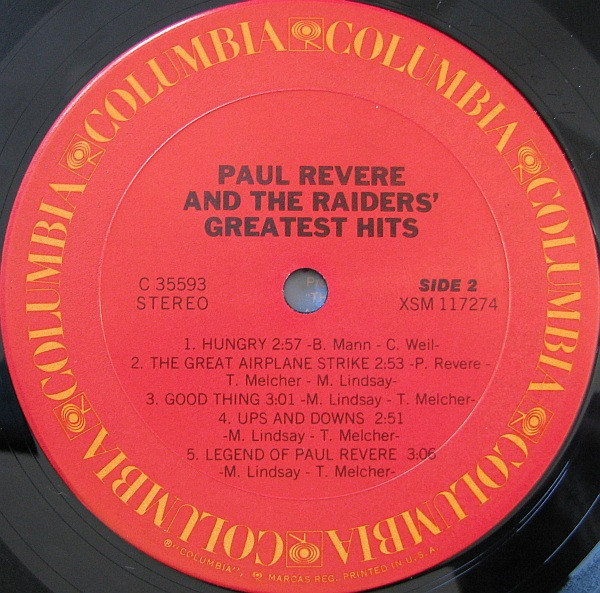 COLUMBIA COLUMBIA COLUMBIA COLUMBIA COLUMBIA COLUMBIA COLUMBIA COLUMBIA
PAUL REVERE
AND THE RAIDERS'
GREATEST HITS
C 35593
STEREO
SIDE 2
XSM 117274
1. HUNGRY 2:57 -B. Mann - C. Weil-
2. THE GREAT AIRPLANE STRIKE 2:53 -P. Revere -
T. Melcher - M. Lindsay-
3. GOOD THING 3:01 -M. Lindsay - T. Melcher-
4. UPS AND DOWNS 2:51
-M. Lindsay - T. Melcher-
5. LEGEND OF PAUL REVERE 3:06
-M. Lindsay - T. Melcher-
®"COLUMBIA", MARCAS REG. PRINTED IN U.S.A.